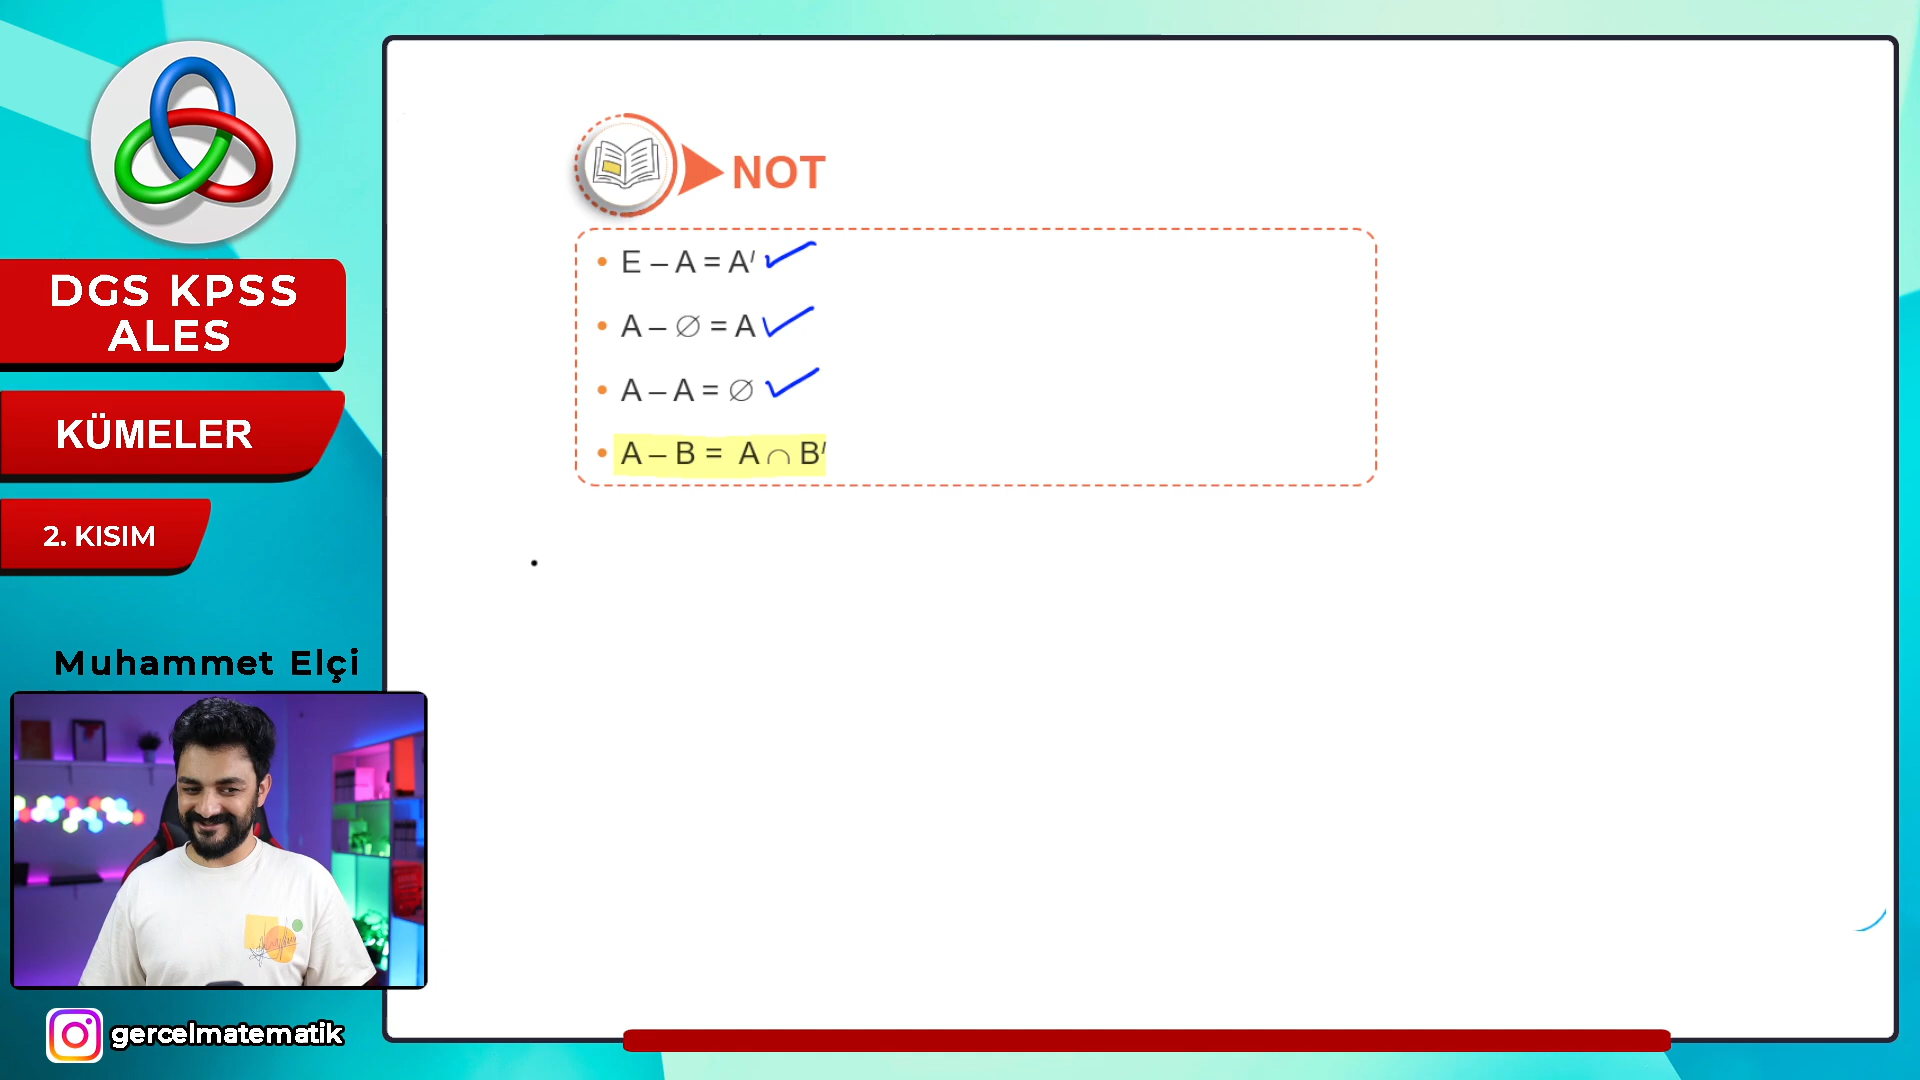 DGS KPSS
ALES
KÜMELER
2. KISIM
Muhammet Elçi
gercelmatematik
NOT
• E – A = A′
• A – ∅ = A
• A – A = ∅
• A – B = A ∩ B′